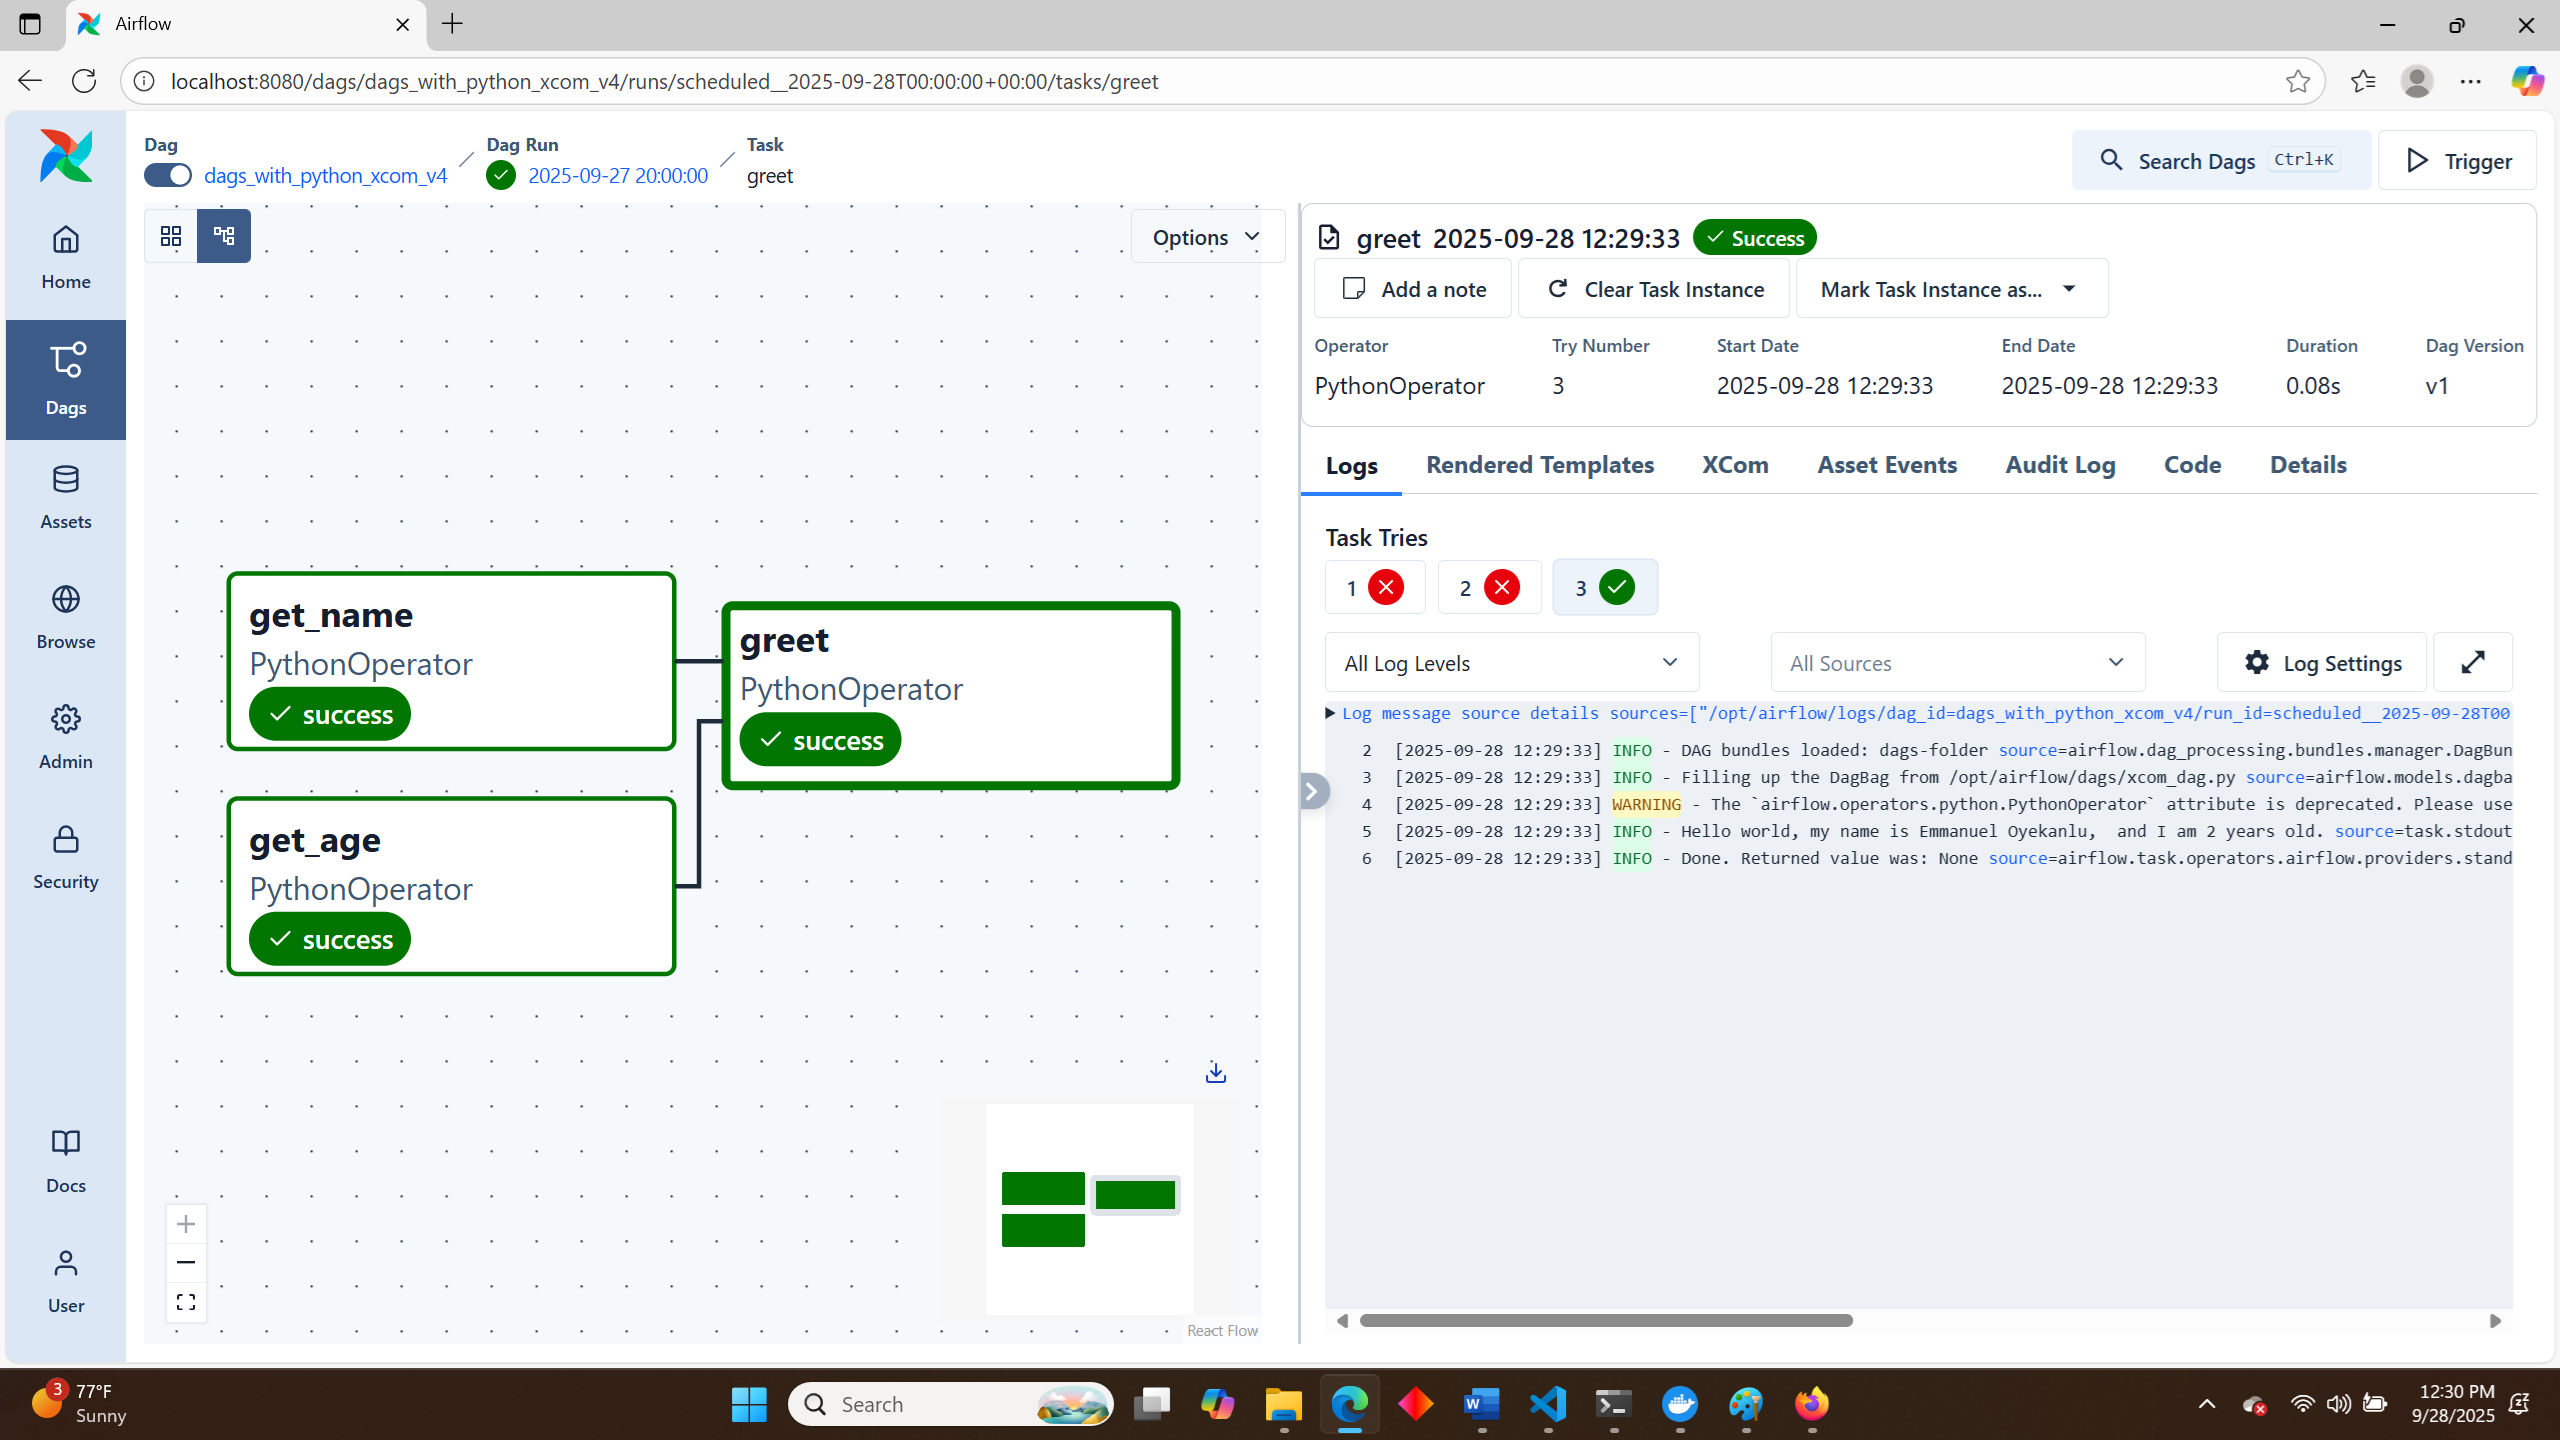 Airflow
localhost:8080/dags/dags_with_python_xcom_v4/runs/scheduled__2025-09-28T00:00:00+00:00/tasks/greet
Dag
dags_with_python_xcom_v4
Dag Run
2025-09-27 20:00:00
Task
greet
Search Dags Ctrl+K
Trigger
Home
Dags
Assets
Browse
Admin
Security
Docs
User
Options
get_name
PythonOperator
success
get_age
PythonOperator
success
greet
PythonOperator
success
React Flow
greet 2025-09-28 12:29:33 Success
Add a note
Clear Task Instance
Mark Task Instance as...
Operator Try Number Start Date End Date Duration Dag Version
PythonOperator 3 2025-09-28 12:29:33 2025-09-28 12:29:33 0.08s v1
Logs Rendered Templates XCom Asset Events Audit Log Code Details
Task Tries
1 2 3
All Log Levels
All Sources
Log Settings
Log message source details sources=["/opt/airflow/logs/dag_id=dags_with_python_xcom_v4/run_id=scheduled__2025-09-28T00
2 [2025-09-28 12:29:33] INFO - DAG bundles loaded: dags-folder source=airflow.dag_processing.bundles.manager.DagBun
3 [2025-09-28 12:29:33] INFO - Filling up the DagBag from /opt/airflow/dags/xcom_dag.py source=airflow.models.dagba
4 [2025-09-28 12:29:33] WARNING - The `airflow.operators.python.PythonOperator` attribute is deprecated. Please use
5 [2025-09-28 12:29:33] INFO - Hello world, my name is Emmanuel Oyekanlu,  and I am 2 years old. source=task.stdout
6 [2025-09-28 12:29:33] INFO - Done. Returned value was: None source=airflow.task.operators.airflow.providers.stand
3
77°F
Sunny
Search
12:30 PM
9/28/2025